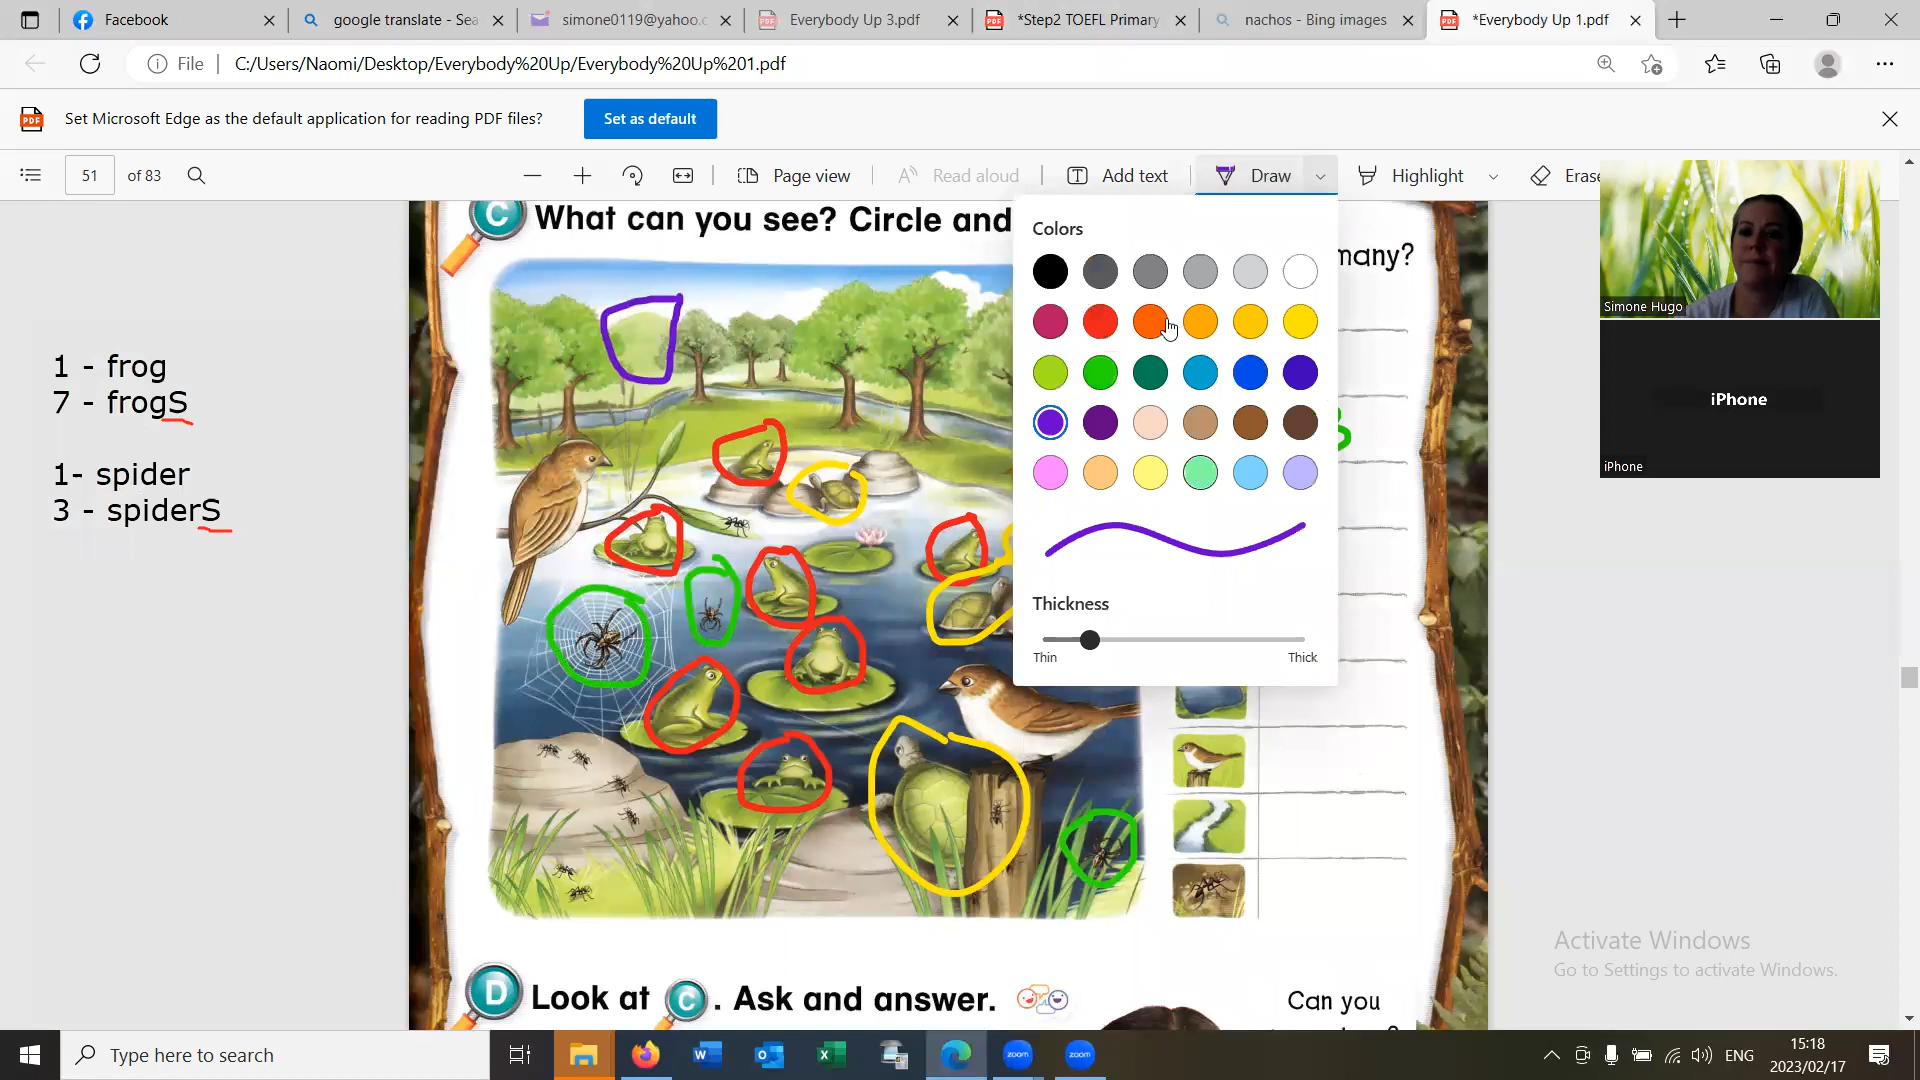 Facebook
google translate - Sea
simone0119@yahoo.c
Everybody Up 3.pdf
*Step2 TOEFL Primary
nachos - Bing images
*Everybody Up 1.pdf
File
C:/Users/Naomi/Desktop/Everybody%20Up/Everybody%20Up%201.pdf
PDF
Set Microsoft Edge as the default application for reading PDF files?
Set as default
51 of 83
Page view
Read aloud
Add text
Draw
Highlight
Eras
C What can you see? Circle and
many?
Colors
Thickness
Thin
Thick
1 - frog
7 - frogS
1- spider
3 - spiderS
Simone Hugo
iPhone
iPhone
D Look at C. Ask and answer.
Can you
Activate Windows
Go to Settings to activate Windows.
Type here to search
zoom
zoom
ENG
15:18
2023/02/17